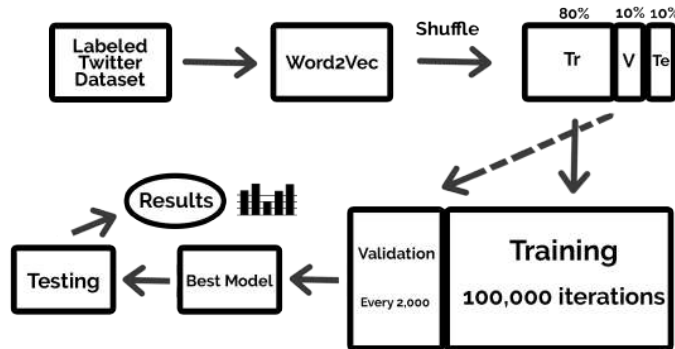 80% 10% 10%
Shuffle
Labeled
Twitter
Dataset
Word2Vec
Tr V Te
Results
Validation
Every 2,000
Training
100,000 iterations
Testing
Best Model